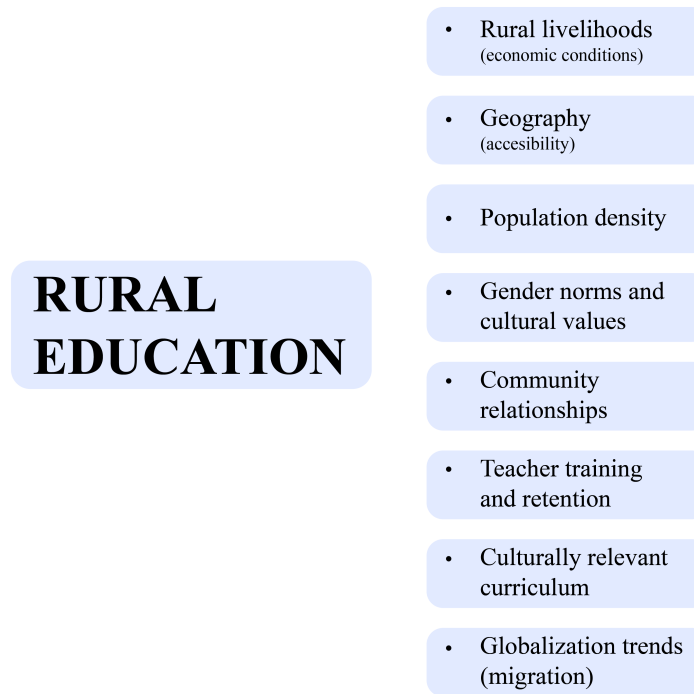 RURAL
EDUCATION
• Rural livelihoods
(economic conditions)
• Geography
(accesibility)
• Population density
• Gender norms and
cultural values
• Community
relationships
• Teacher training
and retention
• Culturally relevant
curriculum
• Globalization trends
(migration)